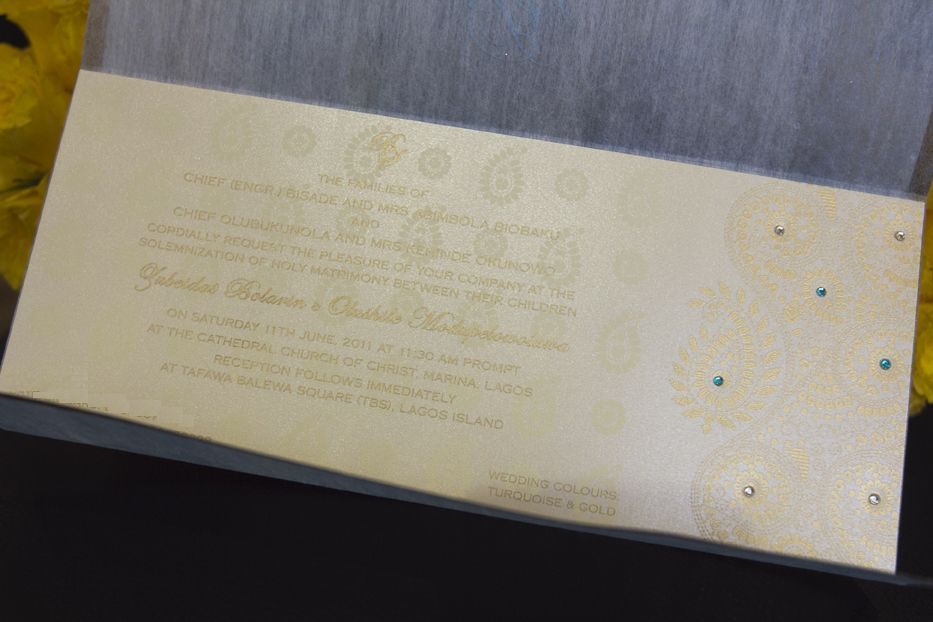 THE FAMILIES OF
CHIEF (ENGR.) BISADE AND MRS ABIMBOLA BIOBAKU
AND
CHIEF OLUBUKUNOLA AND MRS KEHINDE OKUNOWO
CORDIALLY REQUEST THE PLEASURE OF YOUR COMPANY AT THE
SOLEMNIZATION OF HOLY MATRIMONY BETWEEN THEIR CHILDREN
Zubeidat Bolarin & Olushile
ON SATURDAY 11TH JUNE, 2011 AT 11:30 AM PROMPT
AT THE CATHEDRAL CHURCH OF CHRIST, MARINA, LAGOS
RECEPTION FOLLOWS IMMEDIATELY
AT TAFAWA BALEWA SQUARE (TBS), LAGOS ISLAND
WEDDING COLOURS:
TURQUOISE & GOLD